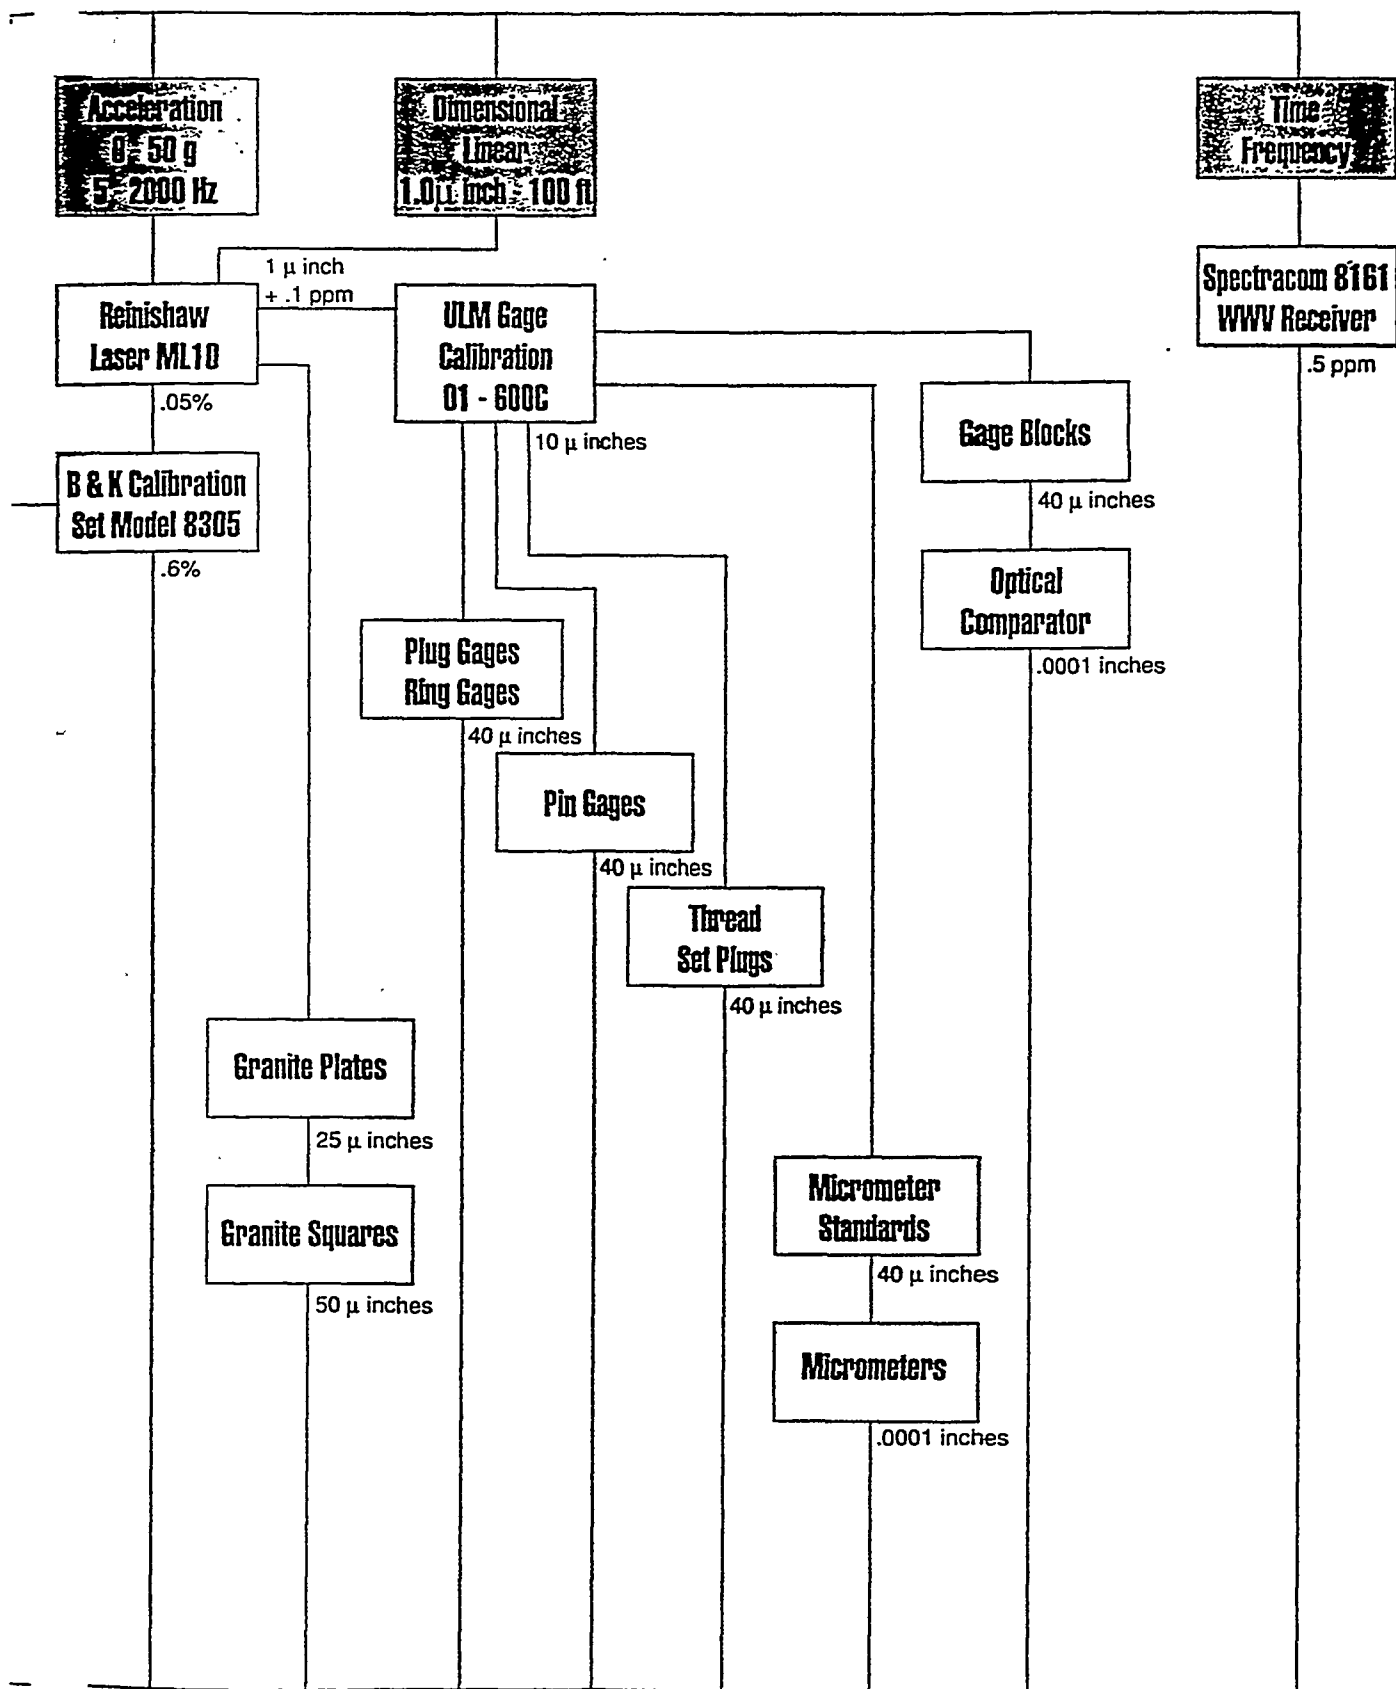 Acceleration
0 - 50 g
5 - 2000 Hz
Dimensional
Linear
1.0µ inch - 100 ft
Time
Frequency
1 µ inch
+ .1 ppm
Reinishaw
Laser ML10
.05%
ULM Gage
Calibration
01 - 600C
10 µ inches
Spectracom 8161
WWV Receiver
.5 ppm
Gage Blocks
40 µ inches
B & K Calibration
Set Model 8305
.6%
Optical
Comparator
.0001 inches
Plug Gages
Ring Gages
40 µ inches
Pin Gages
40 µ inches
Thread
Set Plugs
40 µ inches
Granite Plates
25 µ inches
Granite Squares
50 µ inches
Micrometer
Standards
40 µ inches
Micrometers
.0001 inches